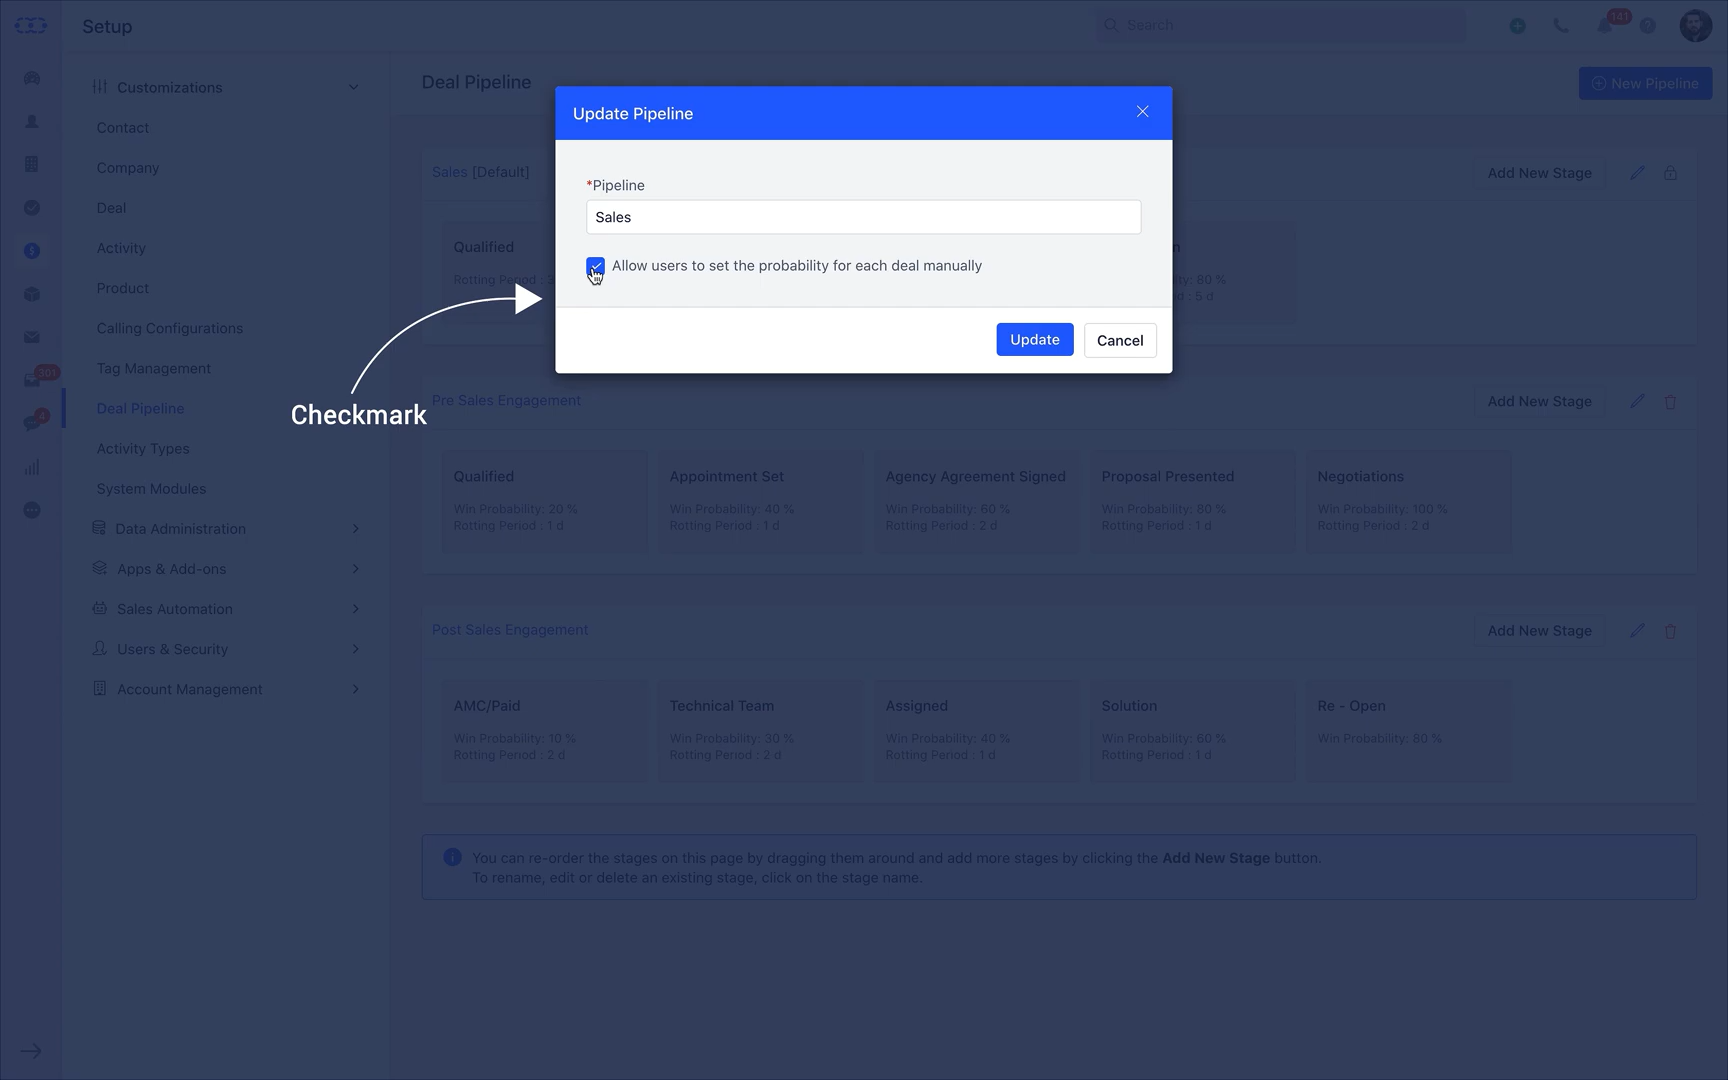 Setup
Search
141
Customizations
Contact
Company
Deal
Activity
Product
Calling Configurations
Tag Management
Deal Pipeline
Activity Types
System Modules
Data Administration
Apps & Add-ons
Sales Automation
Users & Security
Account Management
301
4
Deal Pipeline
New Pipeline
Update Pipeline
*Pipeline
Sales
Allow users to set the probability for each deal manually
Update
Cancel
Checkmark
Sales [Default]
Add New Stage
Qualified
Rotting Period
80 %
5 d
Pre Sales Engagement
Add New Stage
Qualified
Win Probability: 20 %
Rotting Period : 1 d
Appointment Set
Win Probability: 40 %
Rotting Period : 1 d
Agency Agreement Signed
Win Probability: 60 %
Rotting Period : 2 d
Proposal Presented
Win Probability: 80 %
Rotting Period : 1 d
Negotiations
Win Probability: 100 %
Rotting Period : 2 d
Post Sales Engagement
Add New Stage
AMC/Paid
Win Probability: 10 %
Rotting Period : 2 d
Technical Team
Win Probability: 30 %
Rotting Period : 2 d
Assigned
Win Probability: 40 %
Rotting Period : 1 d
Solution
Win Probability: 60 %
Rotting Period : 1 d
Re - Open
Win Probability: 80 %
You can re-order the stages on this page by dragging them around and add more stages by clicking the Add New Stage button.
To rename, edit or delete an existing stage, click on the stage name.